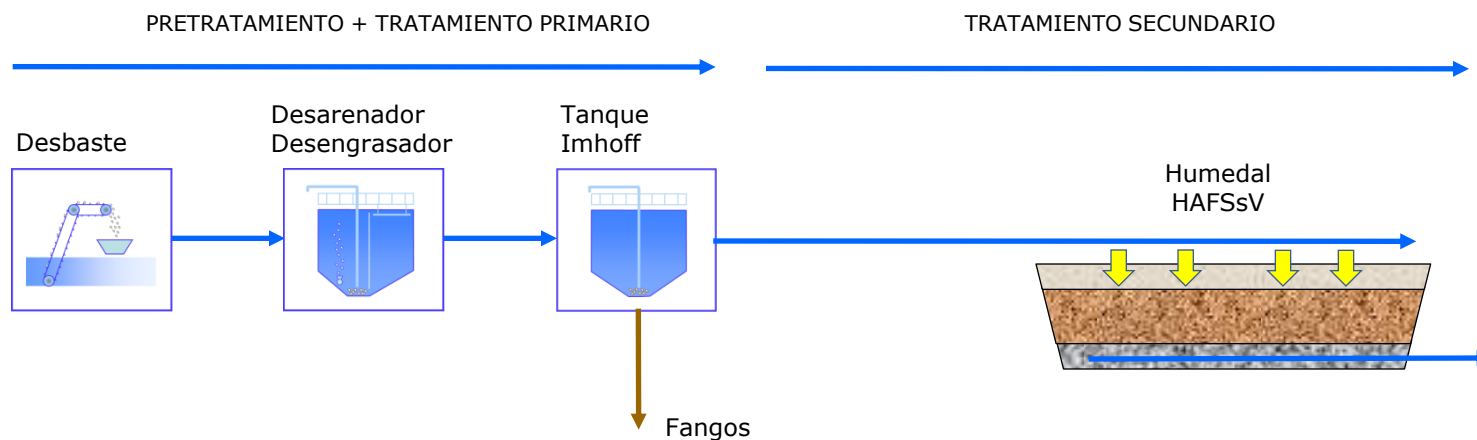 PRETRATAMIENTO + TRATAMIENTO PRIMARIO
TRATAMIENTO SECUNDARIO
Desbaste
Desarenador
Desengrasador
Tanque
Imhoff
Humedal
HAFSsV
Fangos